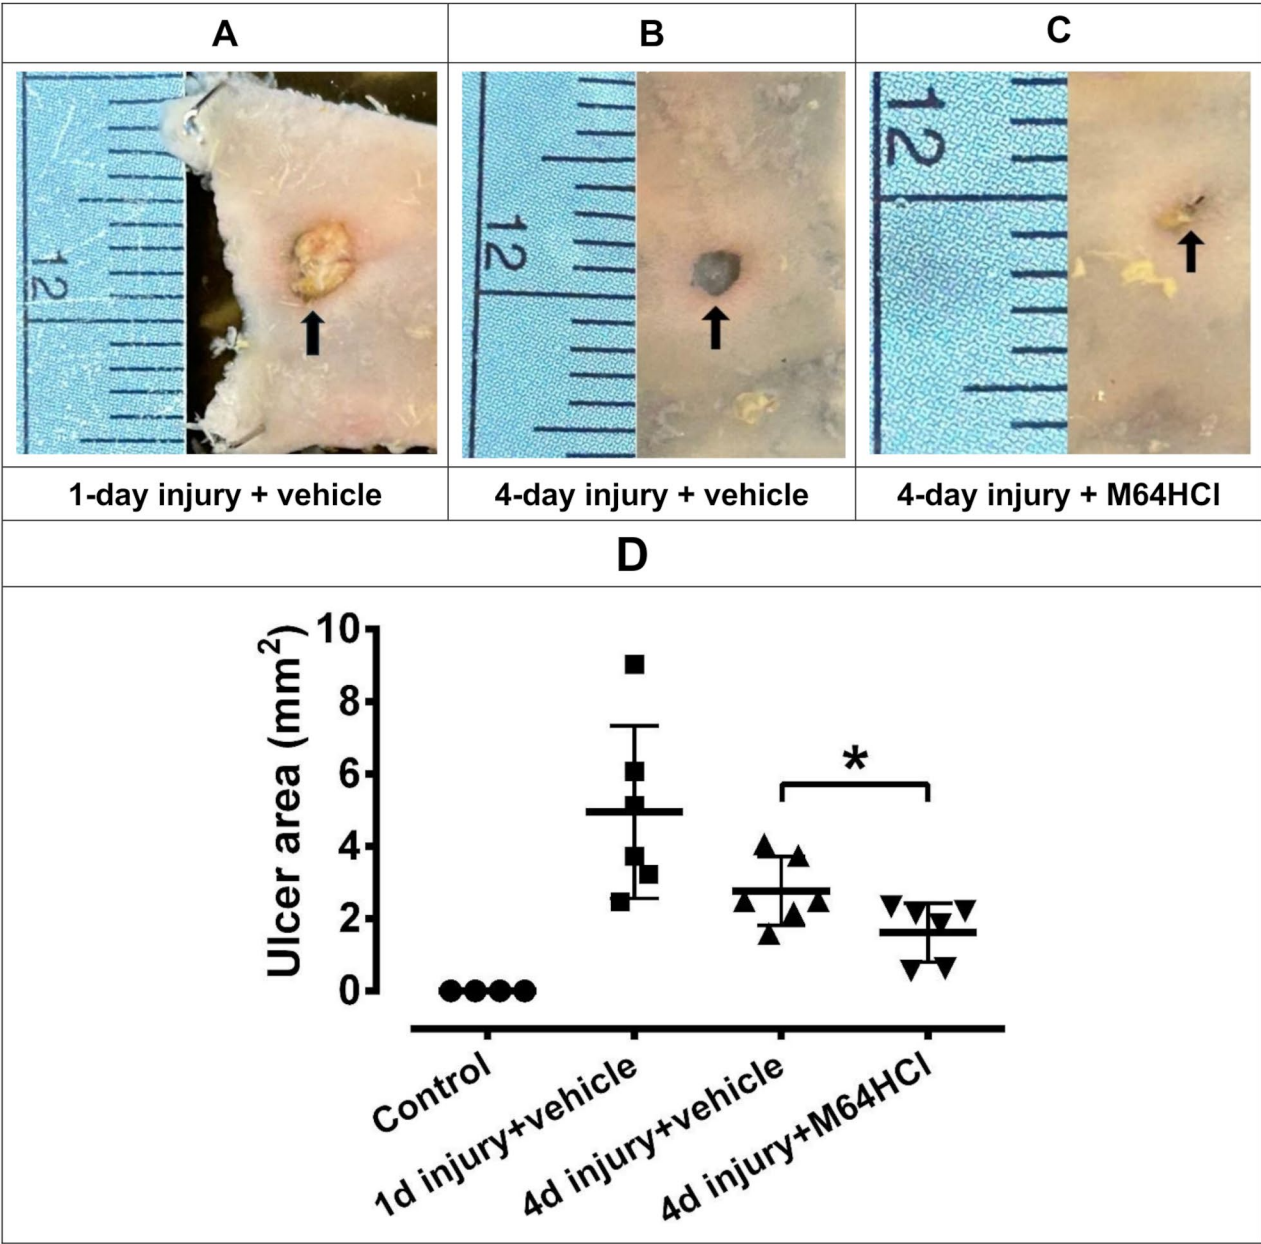 A
B
C
12
12
12
1-day injury + vehicle
4-day injury + vehicle
4-day injury + M64HCl
D
Ulcer area (mm²)
10
8
6
4
2
0
*
Control
1d injury+vehicle
4d injury+vehicle
4d injury+M64HCl